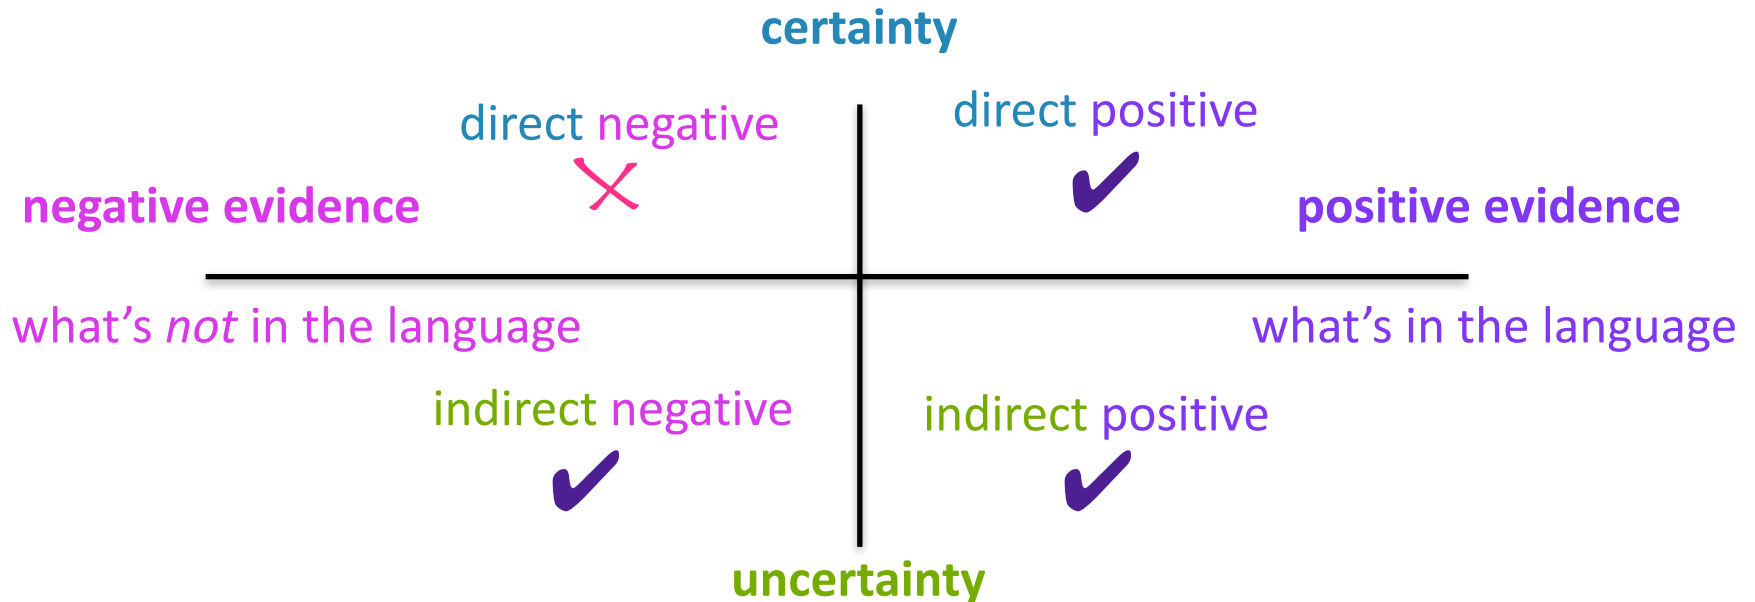 certainty
direct negative
direct positive
negative evidence
positive evidence
what’s not in the language
what’s in the language
indirect negative
indirect positive
uncertainty